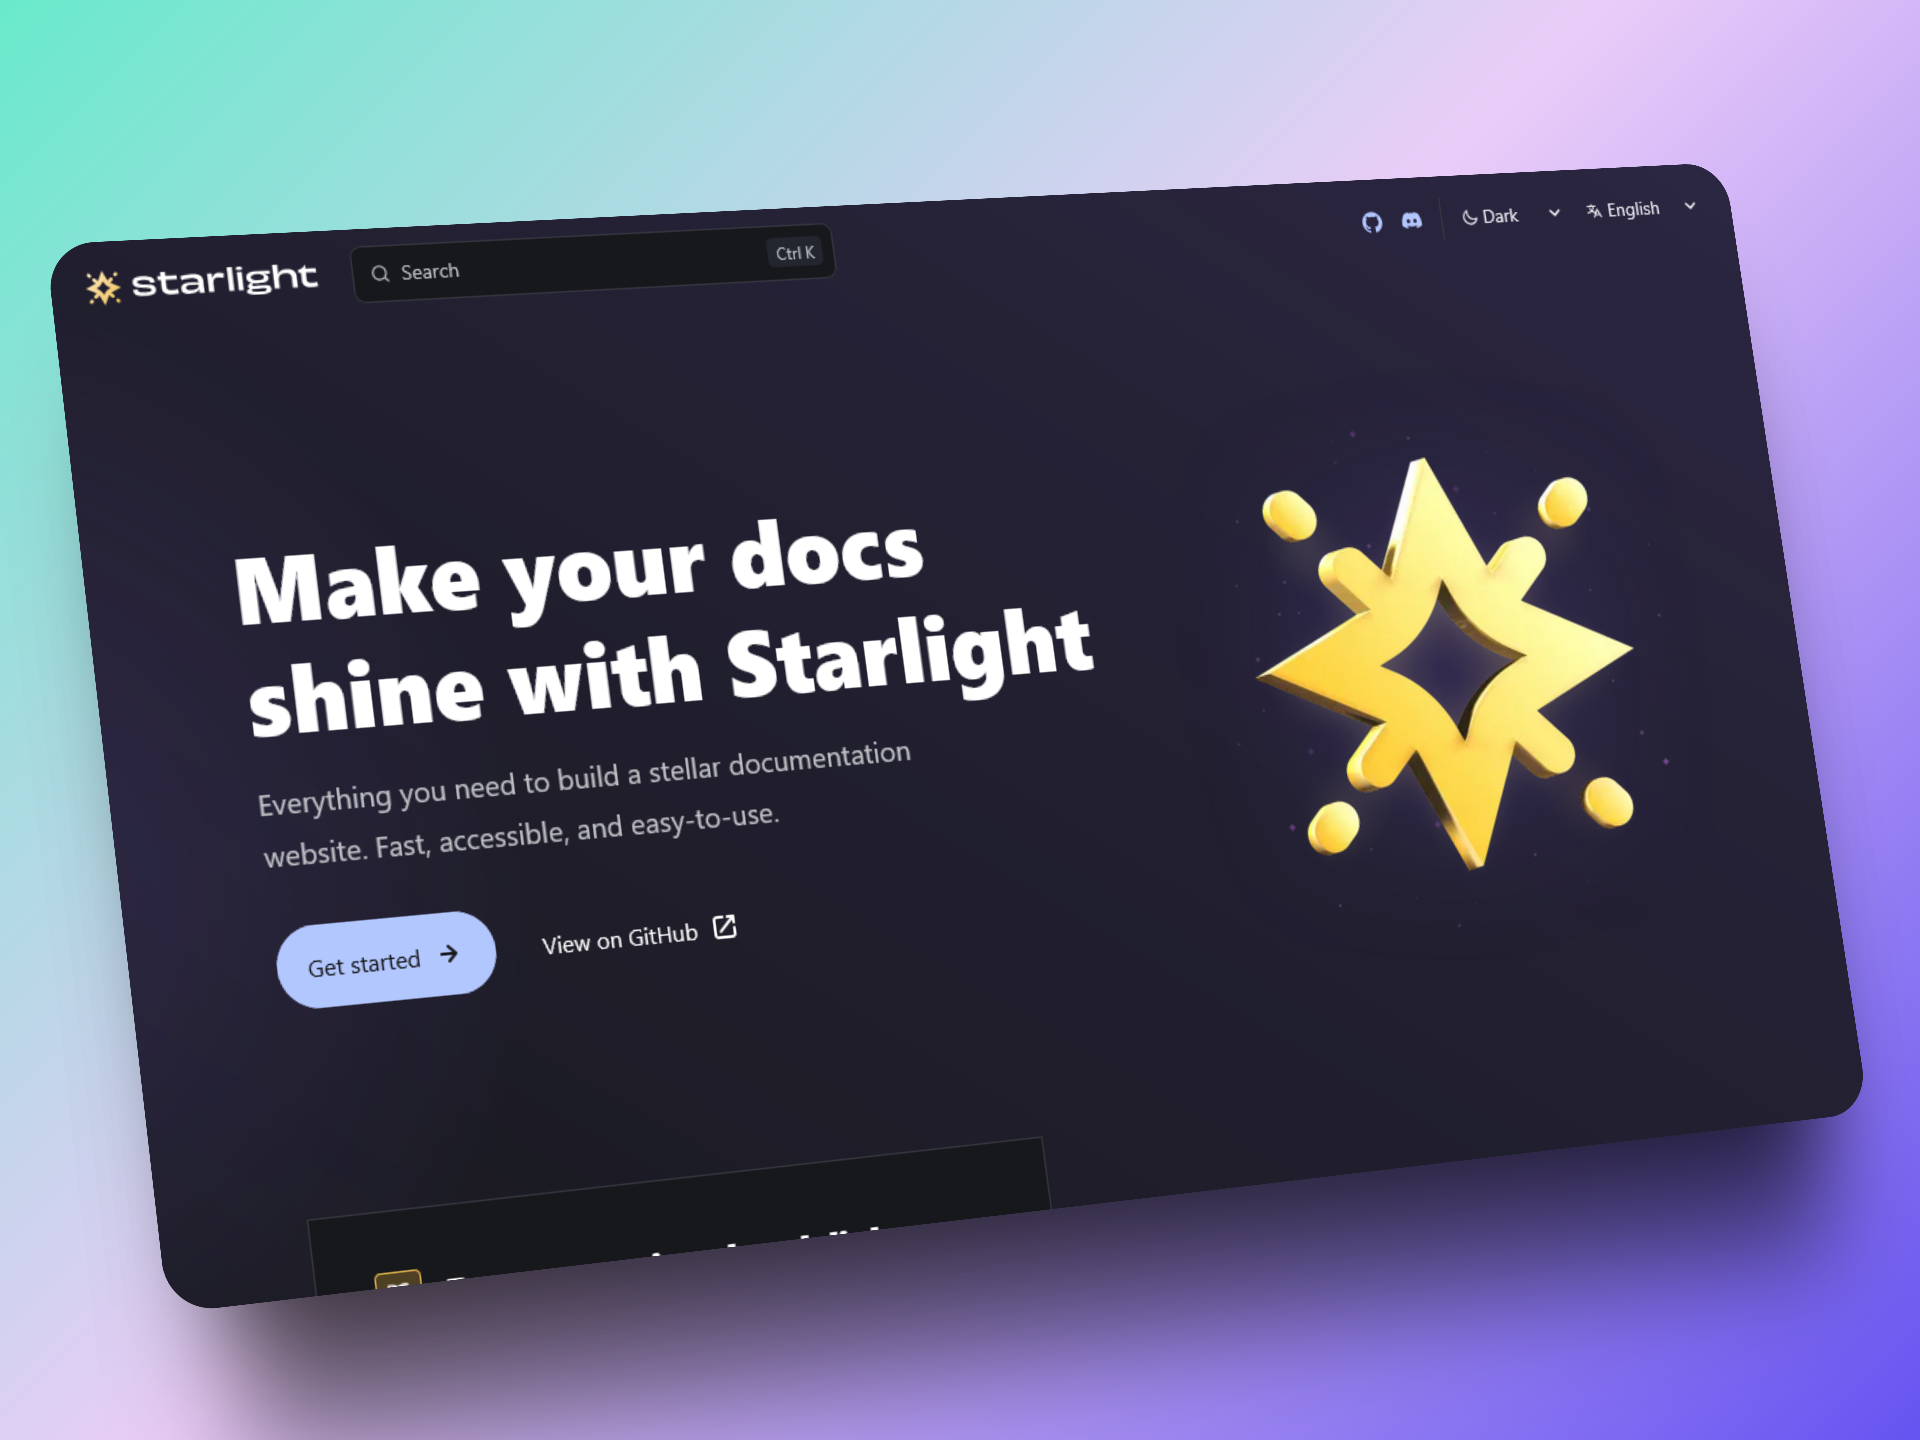 starlight
Search
Ctrl K
Dark
English
Make your docs
shine with Starlight
Everything you need to build a stellar documentation
website. Fast, accessible, and easy-to-use.
Get started
View on GitHub